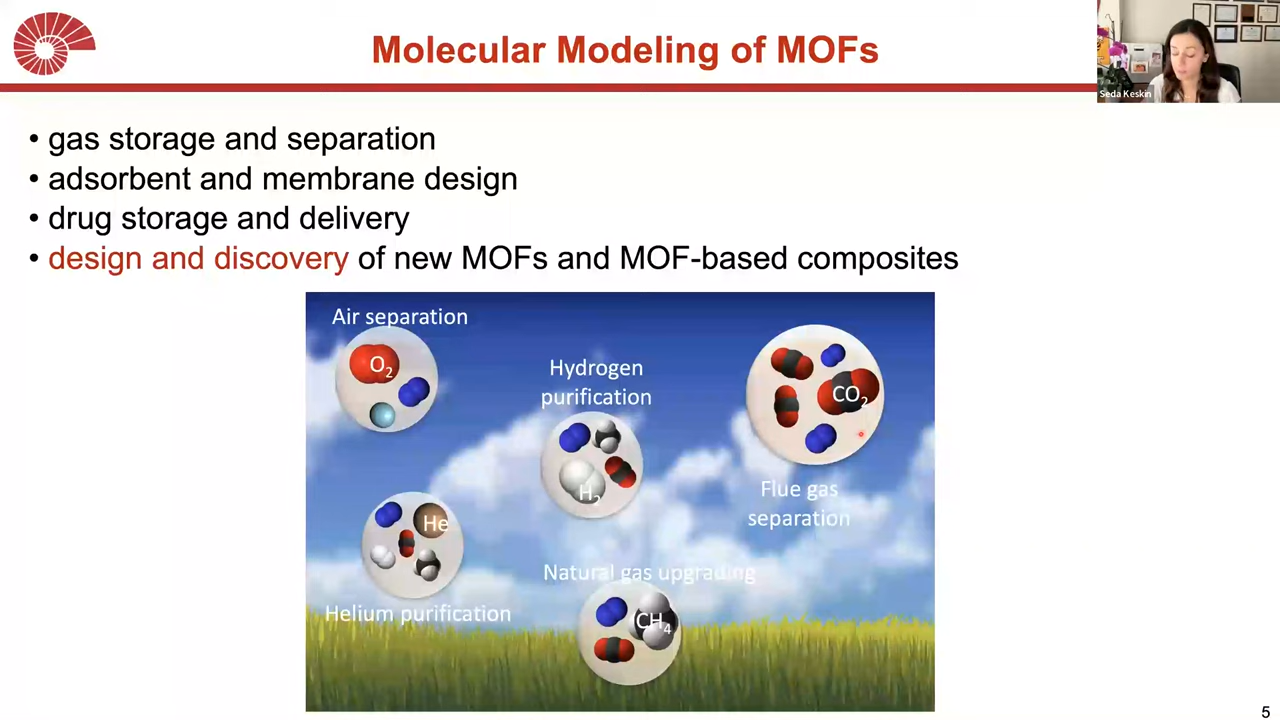 Molecular Modeling of MOFs
Seda Keskin
• gas storage and separation
• adsorbent and membrane design
• drug storage and delivery
• design and discovery of new MOFs and MOF-based composites
Air separation
O2
Hydrogen
purification
H2
CO2
Flue gas
separation
He
Helium purification
Natural gas upgrading
CH4
5